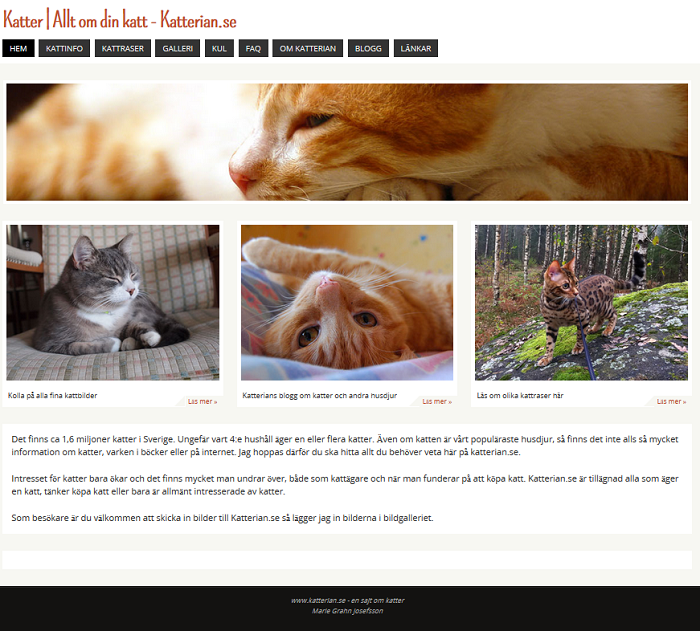 Katter | Allt om din katt - Katterian.se
HEM KATTINFO KATTRASER GALLERI KUL FAQ OM KATTERIAN BLOGG LÄNKAR
Kolla på alla fina kattbilder
Läs mer »
Katterians blogg om katter och andra husdjur
Läs mer »
Läs om olika kattraser här
Läs mer »
Det finns ca 1,6 miljoner katter i Sverige. Ungefär vart 4:e hushåll äger en eller flera katter. Även om katten är vårt populäraste husdjur, så finns det inte alls så mycket
information om katter, varken i böcker eller på internet. Jag hoppas därför du ska hitta allt du behöver veta här på katterian.se.
Intresset för katter bara ökar och det finns mycket man undrar över, både som kattägare och när man funderar på att köpa katt. Katterian.se är tillägnad alla som äger
en katt, tänker köpa katt eller bara är allmänt intresserade av katter.
Som besökare är du välkommen att skicka in bilder till Katterian.se så lägger jag in bilderna i bildgalleriet.
www.katterian.se - en sajt om katter
Marie Grahn Josefsson